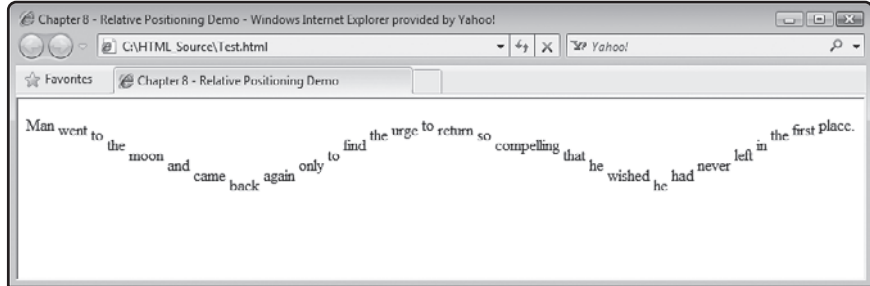 Chapter 8 - Relative Positioning Demo - Windows Internet Explorer provided by Yahoo!
C:\HTML Source\Test.html
Yahoo!
Favorites
Chapter 8 - Relative Positioning Demo
Man went to the moon and came back again only to find the urge to return so compelling that he wished he had never left in the first place.